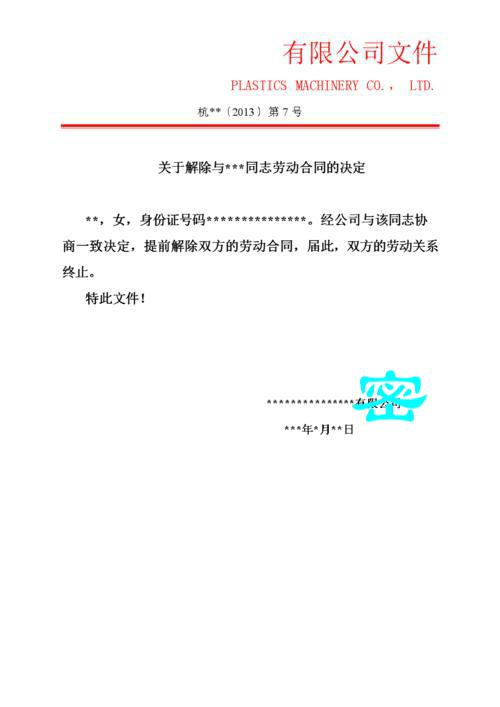 有限公司文件
PLASTICS MACHINERY CO., LTD.
杭**〔2013〕第7号
关于解除与***同志劳动合同的决定
**，女，身份证号码***************。经公司与该同志协
商一致决定，提前解除双方的劳动合同，届此，双方的劳动关系
终止。
特此文件！
***************有限公司
密
***年*月**日